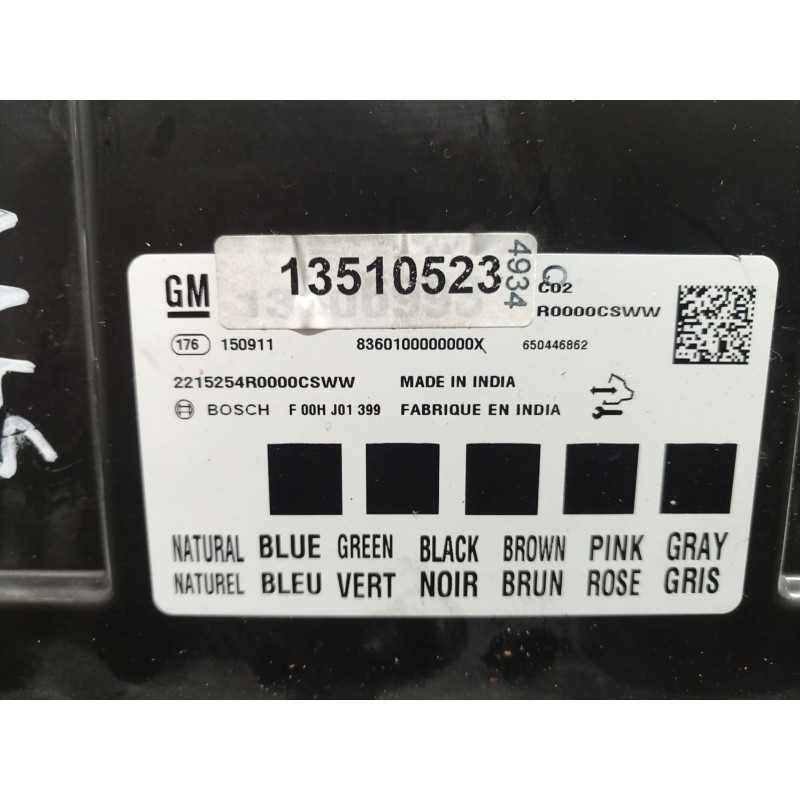 GM 13510523 4934 C02
R0000CSWW
176 150911 8360100000000X 650446862
2215254R0000CSWW MADE IN INDIA
BOSCH F 00H J01 399 FABRIQUE EN INDIA
NATURAL BLUE GREEN BLACK BROWN PINK GRAY
NATUREL BLEU VERT NOIR BRUN ROSE GRIS